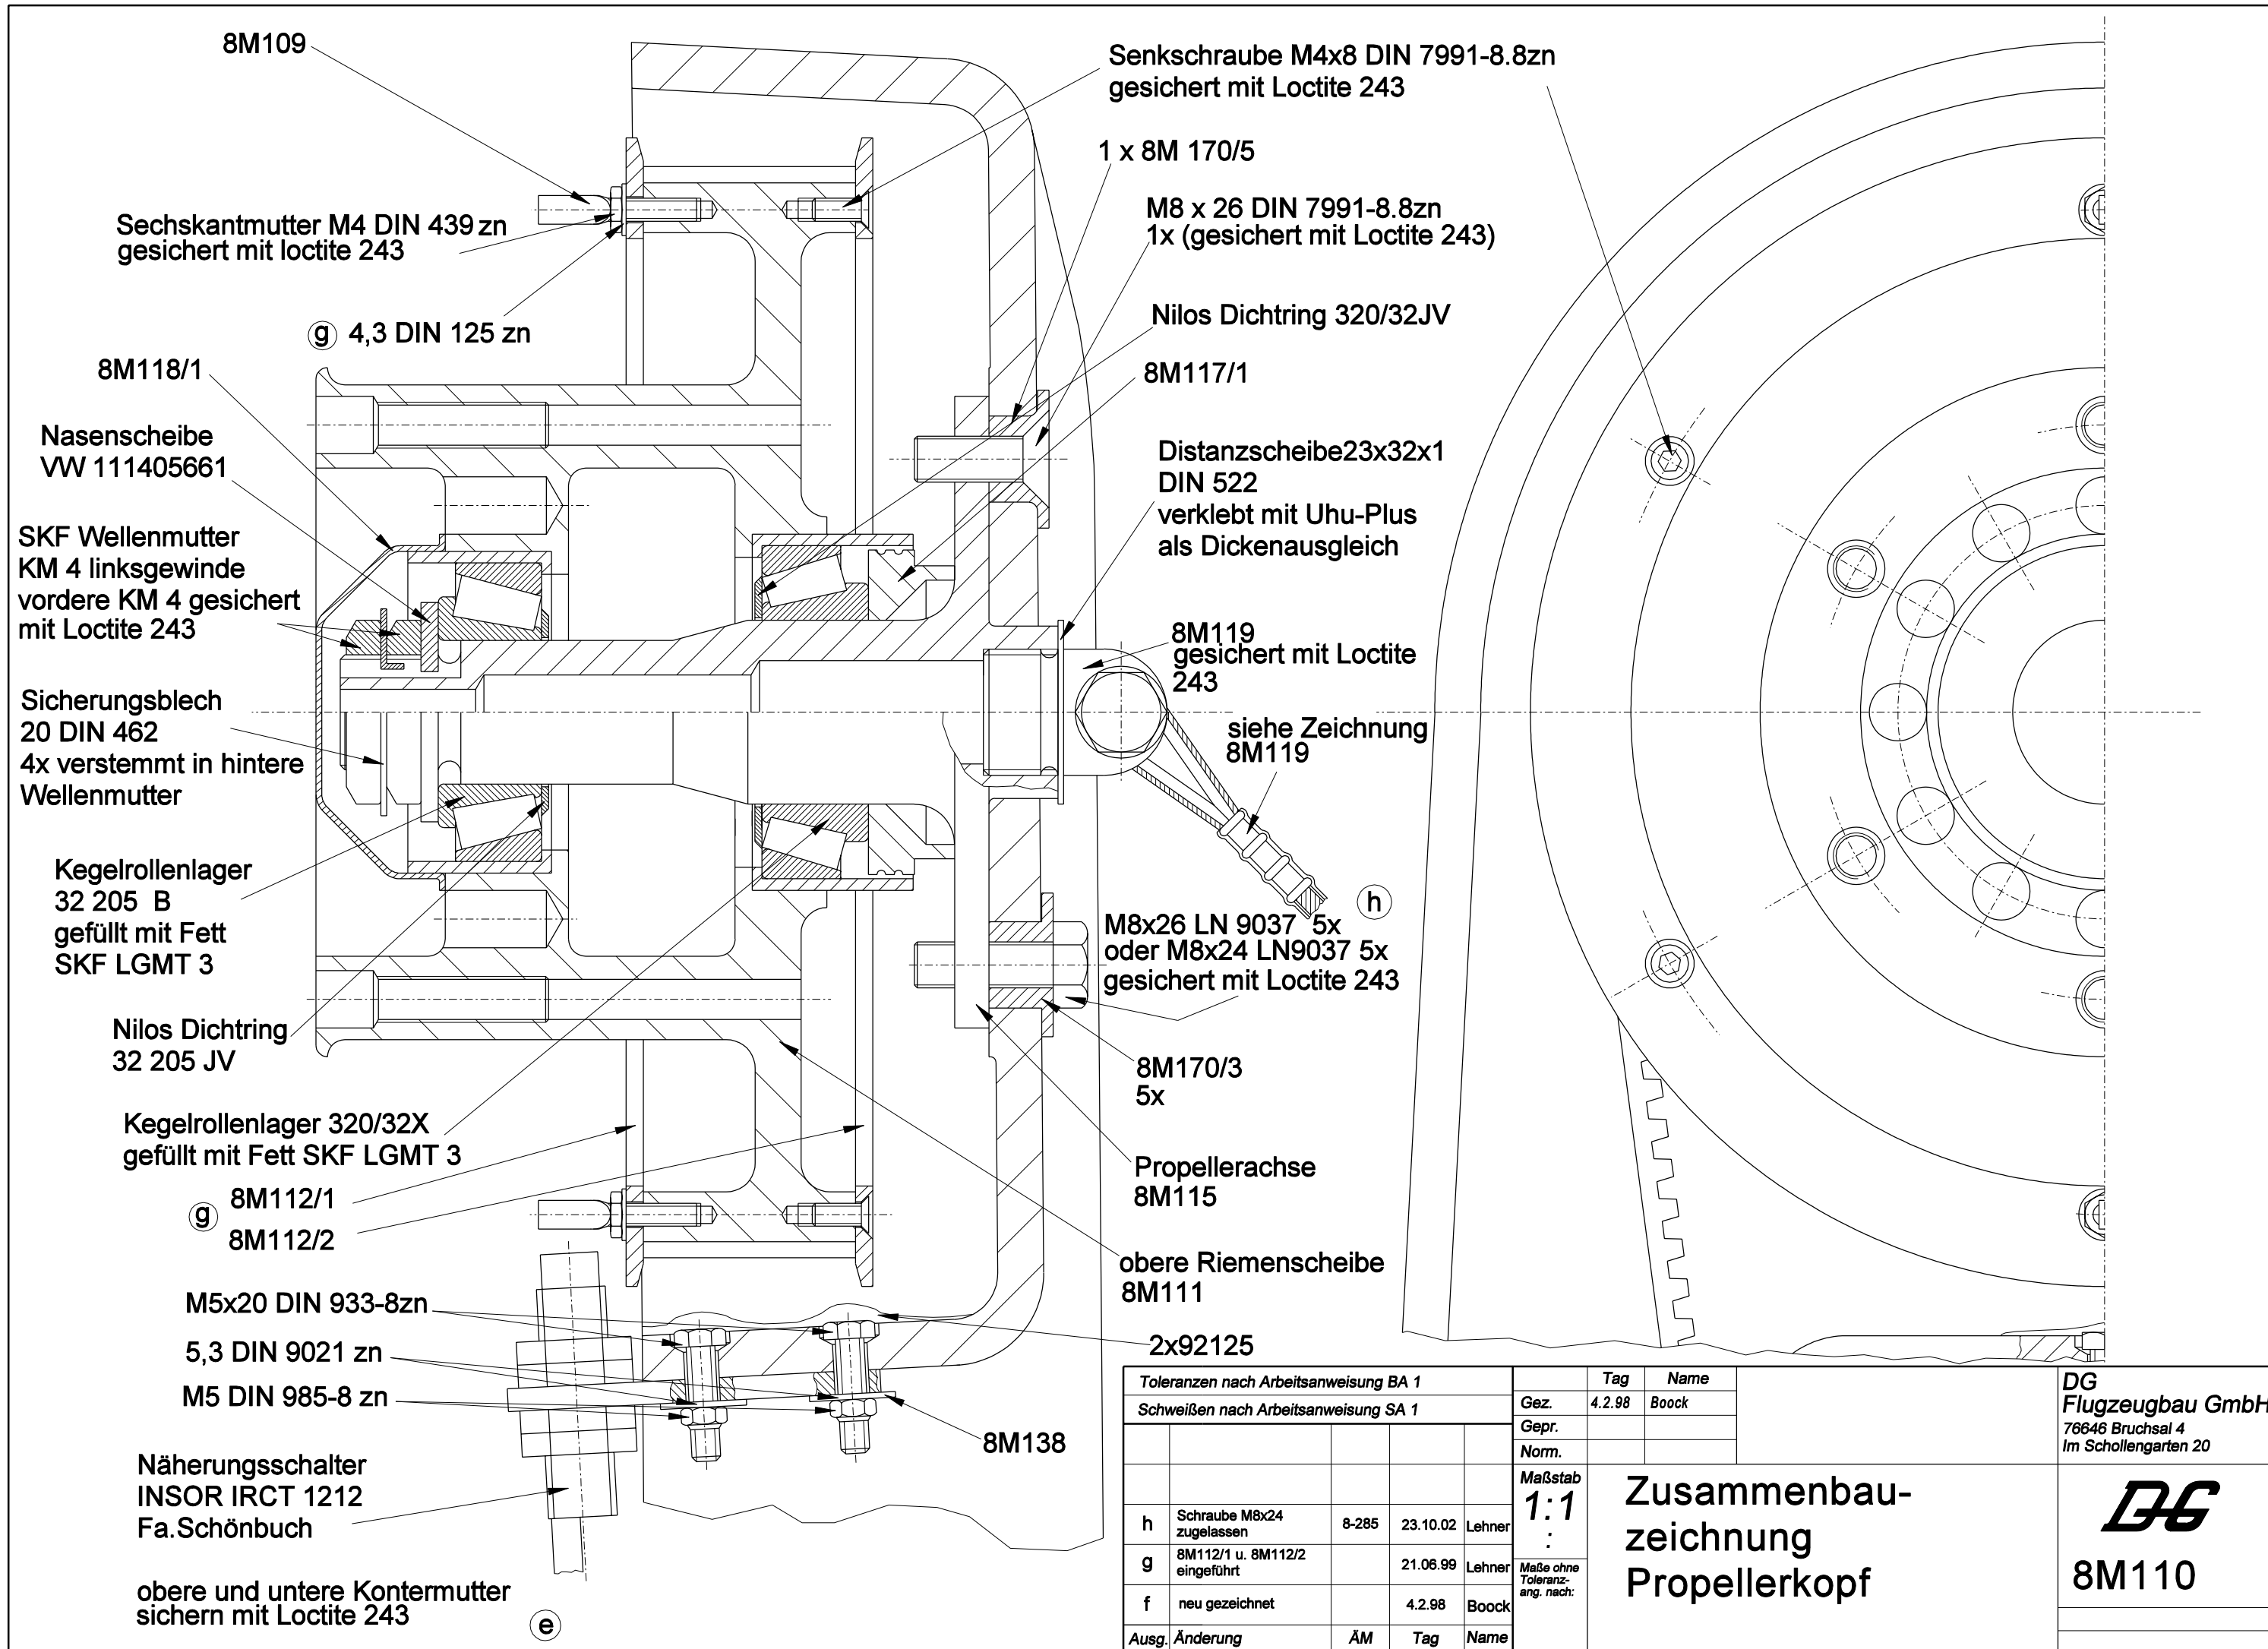 8M109
Senkschraube M4x8 DIN 7991-8.8zn
gesichert mit Loctite 243
1 x 8M 170/5
M8 x 26 DIN 7991-8.8zn
1x (gesichert mit Loctite 243)
Sechskantmutter M4 DIN 439 zn
gesichert mit loctite 243
g 4,3 DIN 125 zn
Nilos Dichtring 320/32JV
8M118/1
8M117/1
Nasenscheibe
VW 111405661
Distanzscheibe23x32x1
DIN 522
verklebt mit Uhu-Plus
als Dickenausgleich
SKF Wellenmutter
KM 4 linksgewinde
vordere KM 4 gesichert
mit Loctite 243
8M119
gesichert mit Loctite
243
Sicherungsblech
20 DIN 462
4x verstemmt in hintere
Wellenmutter
siehe Zeichnung
8M119
Kegelrollenlager
32 205 B
gefüllt mit Fett
SKF LGMT 3
h
M8x26 LN 9037 5x
oder M8x24 LN9037 5x
gesichert mit Loctite 243
Nilos Dichtring
32 205 JV
8M170/3
5x
Kegelrollenlager 320/32X
gefüllt mit Fett SKF LGMT 3
Propellerachse
8M115
g
8M112/1
8M112/2
obere Riemenscheibe
8M111
M5x20 DIN 933-8zn
5,3 DIN 9021 zn
M5 DIN 985-8 zn
2x92125
8M138
Näherungsschalter
INSOR IRCT 1212
Fa.Schönbuch
obere und untere Kontermutter
sichern mit Loctite 243
e
Toleranzen nach Arbeitsanweisung BA 1
Schweißen nach Arbeitsanweisung SA 1
h Schraube M8x24 zugelassen 8-285 23.10.02 Lehner
g 8M112/1 u. 8M112/2 eingeführt 21.06.99 Lehner
f neu gezeichnet 4.2.98 Boock
Ausg. Änderung ÄM Tag Name
Tag Name
Gez. 4.2.98 Boock
Gepr.
Norm.
Maßstab
1:1
:
Maße ohne
Toleranz-
ang. nach:
Zusammenbau-
zeichnung
Propellerkopf
DG
Flugzeugbau GmbH
76646 Bruchsal 4
Im Schollengarten 20
DG
8M110